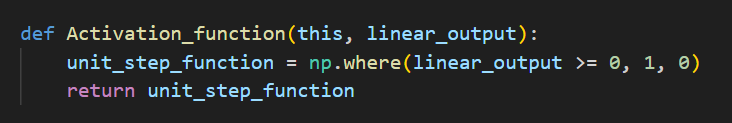 def Activation_function(this, linear_output):
    unit_step_function = np.where(linear_output >= 0, 1, 0)
    return unit_step_function